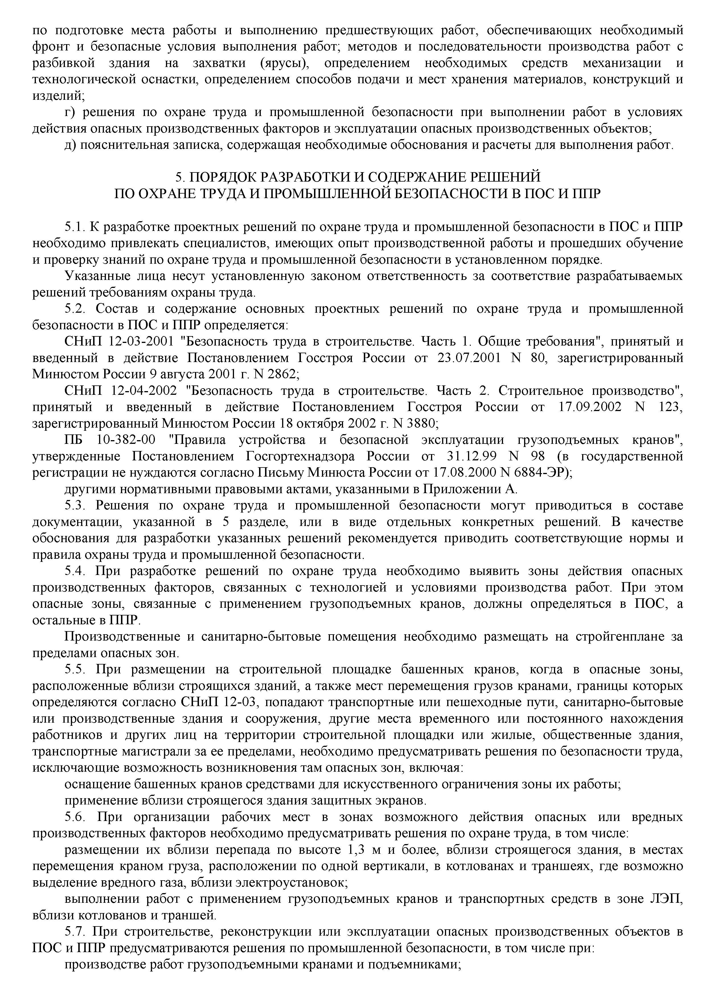 по подготовке места работы и выполнению предшествующих работ, обеспечивающих необходимый
фронт и безопасные условия выполнения работ; методов и последовательности производства работ с
разбивкой здания на захватки (ярусы), определением необходимых средств механизации и
технологической оснастки, определением способов подачи и мест хранения материалов, конструкций и
изделий;
г) решения по охране труда и промышленной безопасности при выполнении работ в условиях
действия опасных производственных факторов и эксплуатации опасных производственных объектов;
д) пояснительная записка, содержащая необходимые обоснования и расчеты для выполнения работ.
5. ПОРЯДОК РАЗРАБОТКИ И СОДЕРЖАНИЕ РЕШЕНИЙ
ПО ОХРАНЕ ТРУДА И ПРОМЫШЛЕННОЙ БЕЗОПАСНОСТИ В ПОС И ППР
5.1. К разработке проектных решений по охране труда и промышленной безопасности в ПОС и ППР
необходимо привлекать специалистов, имеющих опыт производственной работы и прошедших обучение
и проверку знаний по охране труда и промышленной безопасности в установленном порядке.
Указанные лица несут установленную законом ответственность за соответствие разрабатываемых
решений требованиям охраны труда.
5.2. Состав и содержание основных проектных решений по охране труда и промышленной
безопасности в ПОС и ППР определяется:
СНиП 12-03-2001 "Безопасность труда в строительстве. Часть 1. Общие требования", принятый и
введенный в действие Постановлением Госстроя России от 23.07.2001 N 80, зарегистрированный
Минюстом России 9 августа 2001 г. N 2862;
СНиП 12-04-2002 "Безопасность труда в строительстве. Часть 2. Строительное производство",
принятый и введенный в действие Постановлением Госстроя России от 17.09.2002 N 123,
зарегистрированный Минюстом России 18 октября 2002 г. N 3880;
ПБ 10-382-00 "Правила устройства и безопасной эксплуатации грузоподъемных кранов",
утвержденные Постановлением Госгортехнадзора России от 31.12.99 N 98 (в государственной
регистрации не нуждаются согласно Письму Минюста России от 17.08.2000 N 6884-ЭР);
другими нормативными правовыми актами, указанными в Приложении А.
5.3. Решения по охране труда и промышленной безопасности могут приводиться в составе
документации, указанной в 5 разделе, или в виде отдельных конкретных решений. В качестве
обоснования для разработки указанных решений рекомендуется приводить соответствующие нормы и
правила охраны труда и промышленной безопасности.
5.4. При разработке решений по охране труда необходимо выявить зоны действия опасных
производственных факторов, связанных с технологией и условиями производства работ. При этом
опасные зоны, связанные с применением грузоподъемных кранов, должны определяться в ПОС, а
остальные в ППР.
Производственные и санитарно-бытовые помещения необходимо размещать на стройгенплане за
пределами опасных зон.
5.5. При размещении на строительной площадке башенных кранов, когда в опасные зоны,
расположенные вблизи строящихся зданий, а также мест перемещения грузов кранами, границы которых
определяются согласно СНиП 12-03, попадают транспортные или пешеходные пути, санитарно-бытовые
или производственные здания и сооружения, другие места временного или постоянного нахождения
работников и других лиц на территории строительной площадки или жилые, общественные здания,
транспортные магистрали за ее пределами, необходимо предусматривать решения по безопасности труда,
исключающие возможность возникновения там опасных зон, включая:
оснащение башенных кранов средствами для искусственного ограничения зоны их работы;
применение вблизи строящегося здания защитных экранов.
5.6. При организации рабочих мест в зонах возможного действия опасных или вредных
производственных факторов необходимо предусматривать решения по охране труда, в том числе:
размещении их вблизи перепада по высоте 1,3 м и более, вблизи строящегося здания, в местах
перемещения краном груза, расположении по одной вертикали, в котлованах и траншеях, где возможно
выделение вредного газа, вблизи электроустановок;
выполнении работ с применением грузоподъемных кранов и транспортных средств в зоне ЛЭП,
вблизи котлованов и траншей.
5.7. При строительстве, реконструкции или эксплуатации опасных производственных объектов в
ПОС и ППР предусматриваются решения по промышленной безопасности, в том числе при:
производстве работ грузоподъемными кранами и подъемниками;